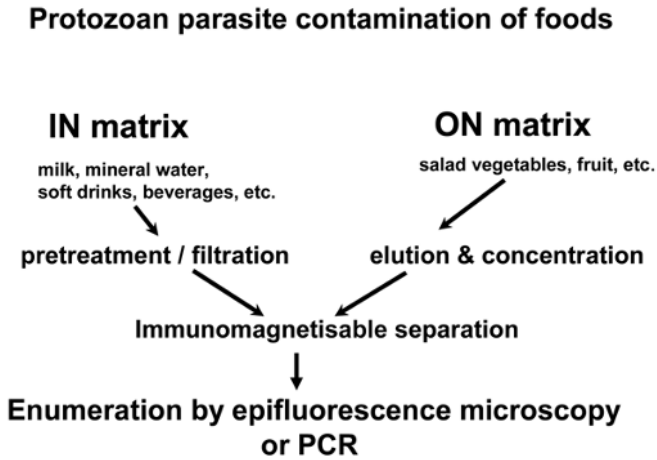 Protozoan parasite contamination of foods
IN matrix
milk, mineral water,
soft drinks, beverages, etc.
ON matrix
salad vegetables, fruit, etc.
pretreatment / filtration
elution & concentration
Immunomagnetisable separation
Enumeration by epifluorescence microscopy
or PCR